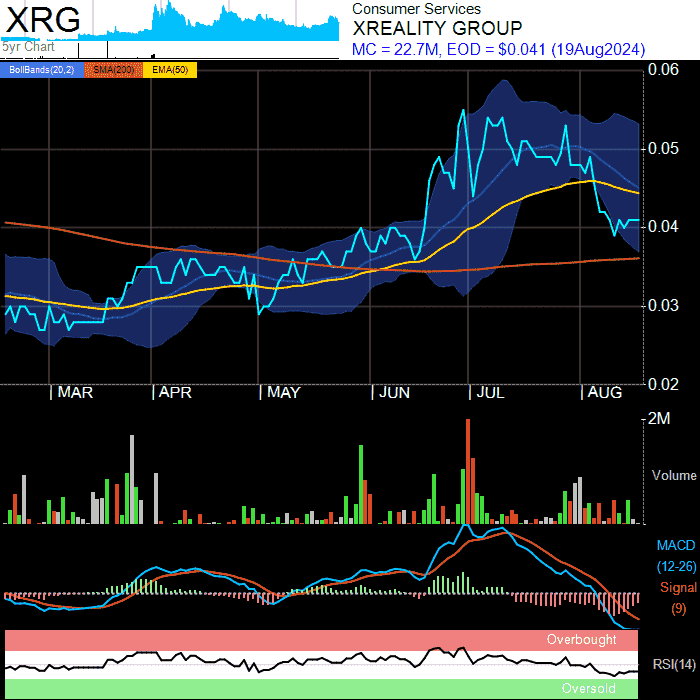 XRG
5yr Chart
Consumer Services
XREALITY GROUP
MC = 22.7M, EOD = $0.041 (19Aug2024)
BollBands(20,2) SMA(200) EMA(50)
0.06
0.05
0.04
0.03
0.02
MAR APR MAY JUN JUL AUG
2M
Volume
MACD
(12-26)
Signal
(9)
Overbought
RSI(14)
Oversold